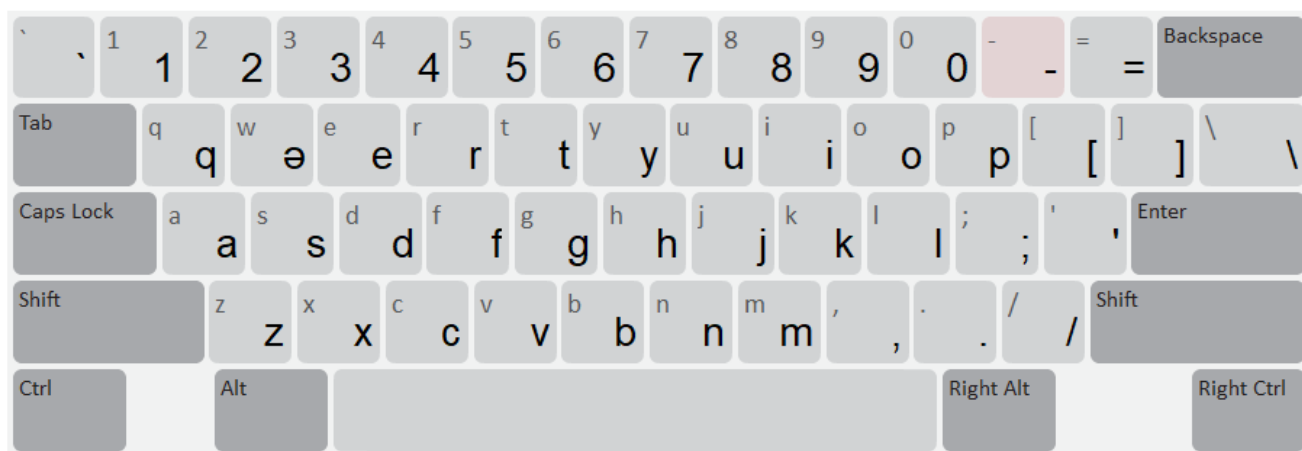 ` ` 1 1 2 2 3 3 4 4 5 5 6 6 7 7 8 8 9 9 0 0 - - = = Backspace
Tab q q w ə e e r r t t y y u u i i o o p p [ [ ] ] \ \
Caps Lock a a s s d d f f g g h h j j k k l l ; ; ' ' Enter
Shift z z x x c c v v b b n n m m , , . . / / Shift
Ctrl Alt Right Alt Right Ctrl